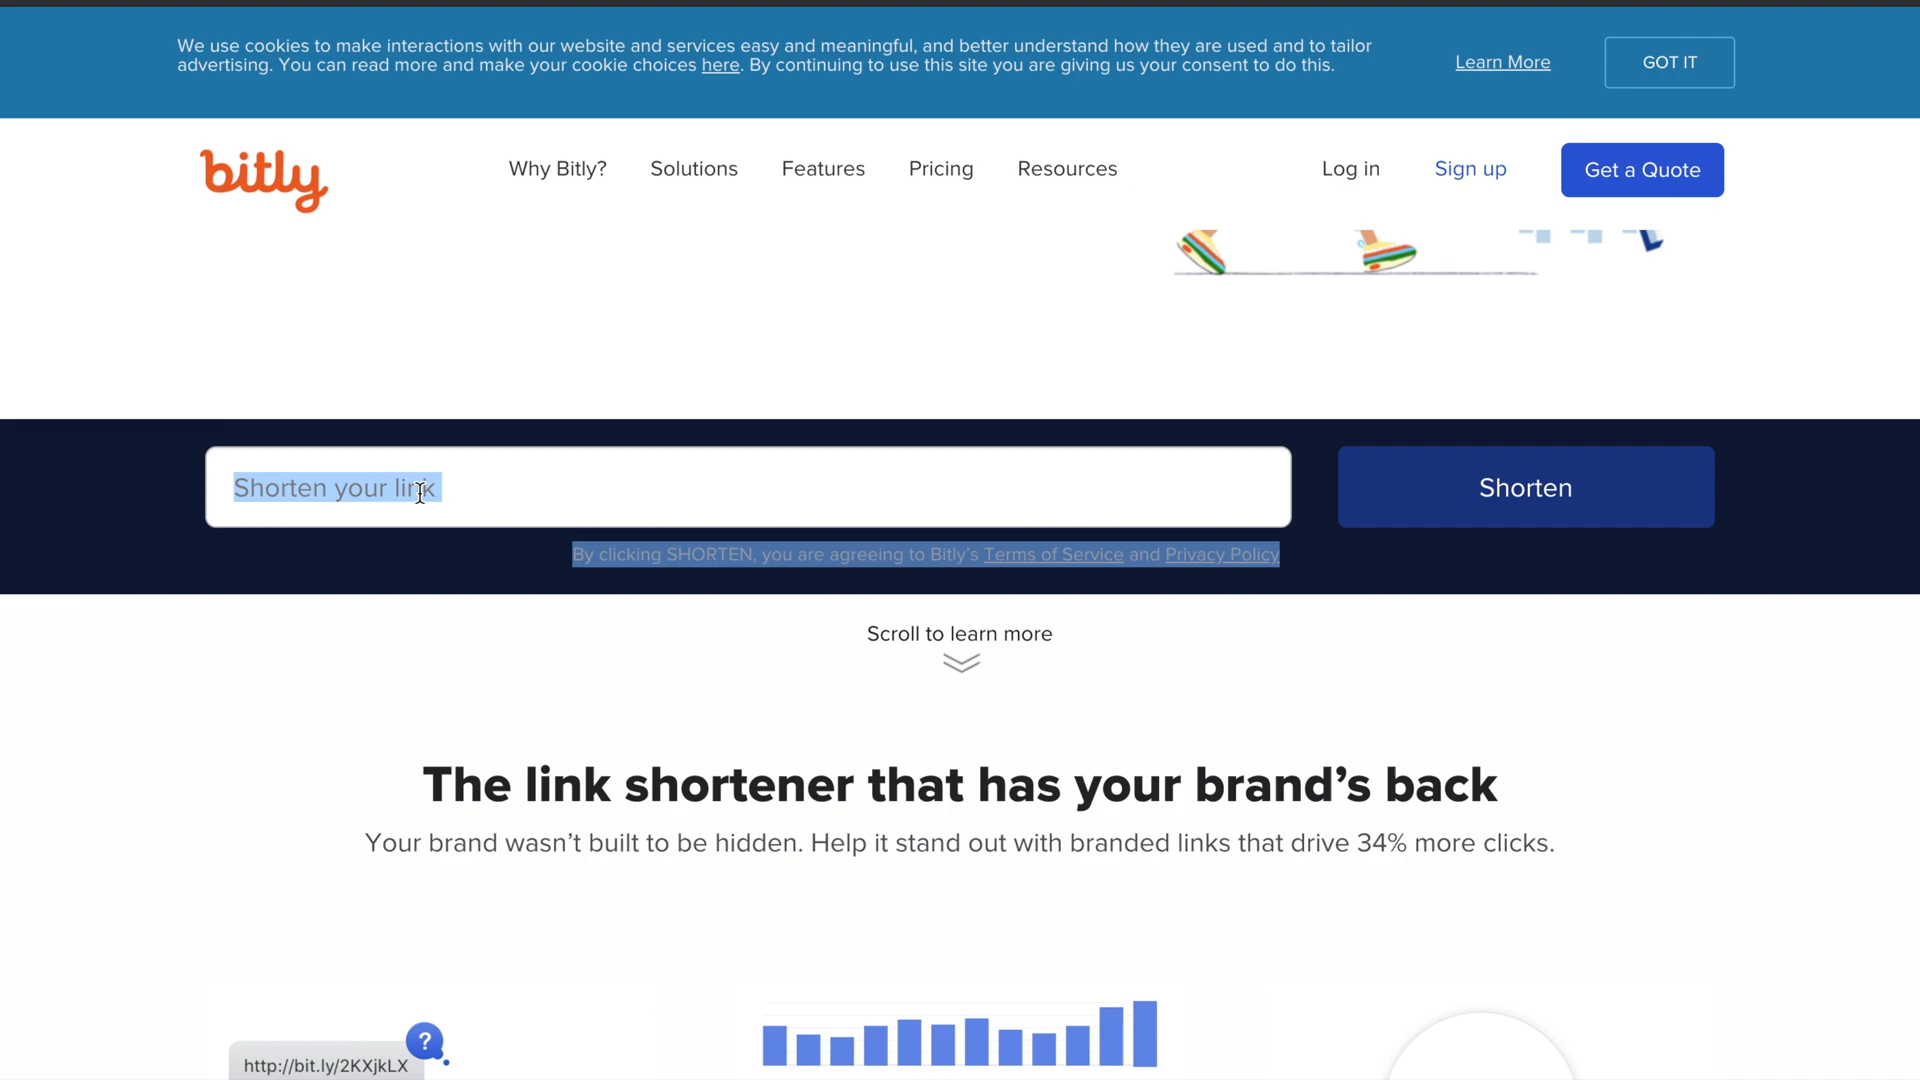 We use cookies to make interactions with our website and services easy and meaningful, and better understand how they are used and to tailor
advertising. You can read more and make your cookie choices here. By continuing to use this site you are giving us your consent to do this.
Learn More
GOT IT
bitly
Why Bitly?
Solutions
Features
Pricing
Resources
Log in
Sign up
Get a Quote
Shorten your link
Shorten
By clicking SHORTEN, you are agreeing to Bitly’s Terms of Service and Privacy Policy
Scroll to learn more
The link shortener that has your brand’s back
Your brand wasn’t built to be hidden. Help it stand out with branded links that drive 34% more clicks.
?
http://bit.ly/2KXjkLX